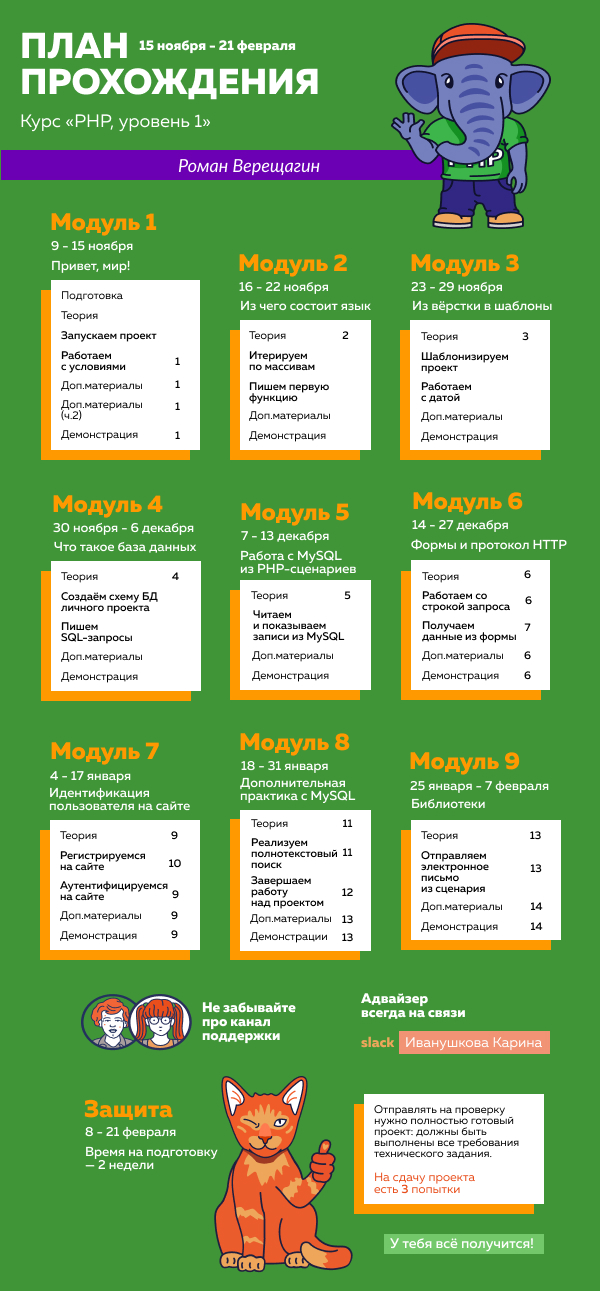 ПЛАН 15 ноября - 21 февраля
ПРОХОЖДЕНИЯ
Курс «PHP, уровень 1»
Роман Верещагин
PHP
Модуль 1
9 - 15 ноября
Привет, мир!
Подготовка
Теория
Запускаем проект
Работаем
с условиями 1
Доп.материалы 1
Доп.материалы 1
(ч.2)
Демонстрация 1
Модуль 2
16 - 22 ноября
Из чего состоит язык
Теория 2
Итерируем
по массивам
Пишем первую
функцию
Доп.материалы
Демонстрация
Модуль 3
23 - 29 ноября
Из вёрстки в шаблоны
Теория 3
Шаблонизируем
проект
Работаем
с датой
Доп.материалы
Демонстрация
Модуль 4
30 ноября - 6 декабря
Что такое база данных
Теория 4
Создаём схему БД
личного проекта
Пишем
SQL-запросы
Доп.материалы
Демонстрация
Модуль 5
7 - 13 декабря
Работа с MySQL
из PHP-сценариев
Теория 5
Читаем
и показываем
записи из MySQL
Доп.материалы
Демонстрация
Модуль 6
14 - 27 декабря
Формы и протокол HTTP
Теория 6
Работаем со
строкой запроса 6
Получаем 7
данные из формы
Доп.материалы 6
Демонстрация 6
Модуль 7
4 - 17 января
Идентификация
пользователя на сайте
Теория 9
Регистрируемся
на сайте 10
Аутентифицируемся
на сайте 9
Доп.материалы 9
Демонстрация 9
Модуль 8
18 - 31 января
Дополнительная
практика с MySQL
Теория 11
Реализуем
полнотекстовый 11
поиск
Завершаем
работу 12
над проектом
Доп.материалы 13
Демонстрации 13
Модуль 9
25 января - 7 февраля
Библиотеки
Теория 13
Отправляем
электронное 13
письмо
из сценария
Доп.материалы 14
Демонстрация 14
Не забывайте
про канал
поддержки
Адвайзер
всегда на связи
slack Иванушкова Карина
Защита
8 - 21 февраля
Время на подготовку
— 2 недели
Отправлять на проверку
нужно полностью готовый
проект: должны быть
выполнены все требования
технического задания.
На сдачу проекта
есть 3 попытки
У тебя всё получится!